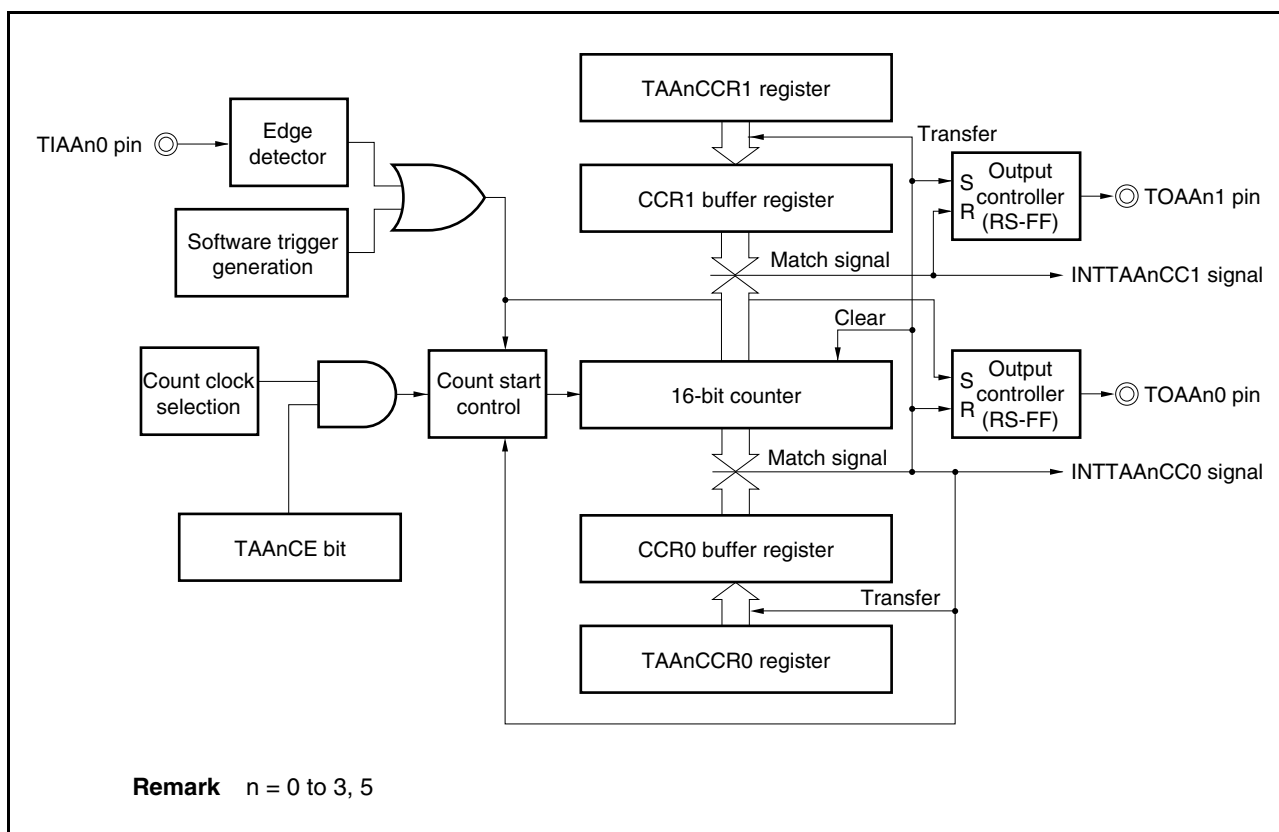 TAAnCCR1 register
TIAAn0 pin
Edge
detector
Transfer
S
R
Output
controller
(RS-FF)
TOAAn1 pin
CCR1 buffer register
Software trigger
generation
Match signal
INTTAAnCC1 signal
Clear
Count clock
selection
Count start
control
16-bit counter
S
R
Output
controller
(RS-FF)
TOAAn0 pin
Match signal
INTTAAnCC0 signal
TAAnCE bit
CCR0 buffer register
Transfer
TAAnCCR0 register
Remark n = 0 to 3, 5